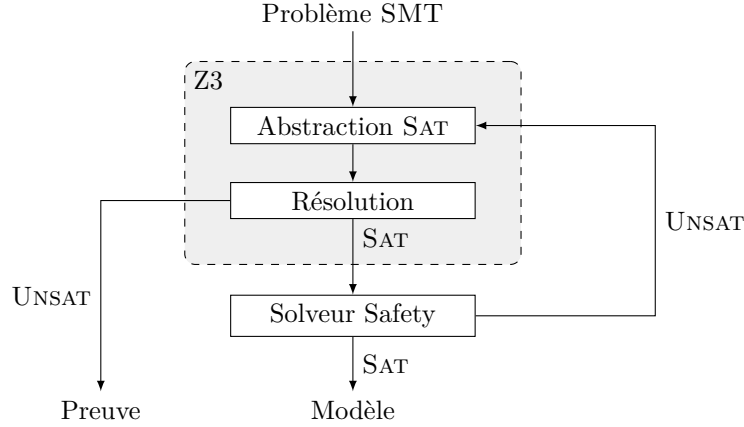 Problème SMT
Z3
Abstraction SAT
Résolution
SAT
UNSAT
UNSAT
Solveur Safety
SAT
Preuve
Modèle